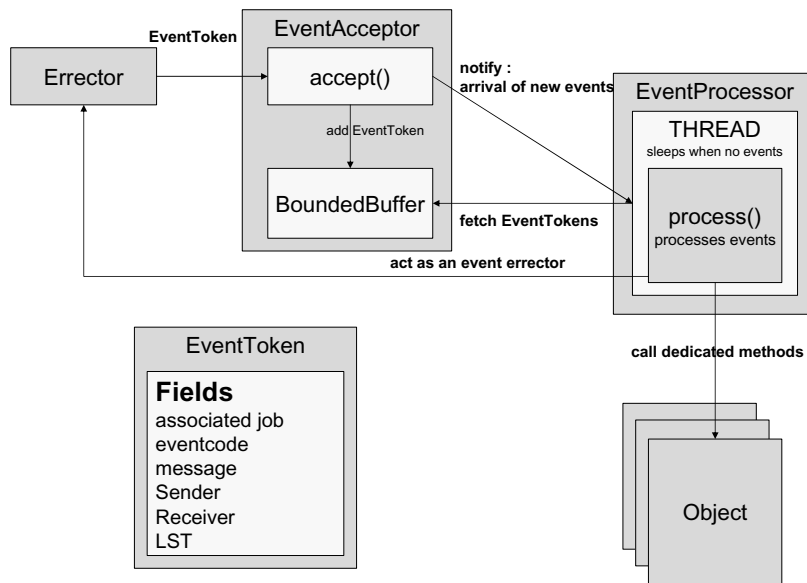 EventToken
EventAcceptor
Errector
accept()
notify :
arrival of new events
EventProcessor
THREAD
sleeps when no events
add EventToken
BoundedBuffer
fetch EventTokens
process()
processes events
act as an event errector
EventToken
Fields
associated job
eventcode
message
Sender
Receiver
LST
call dedicated methods
Object